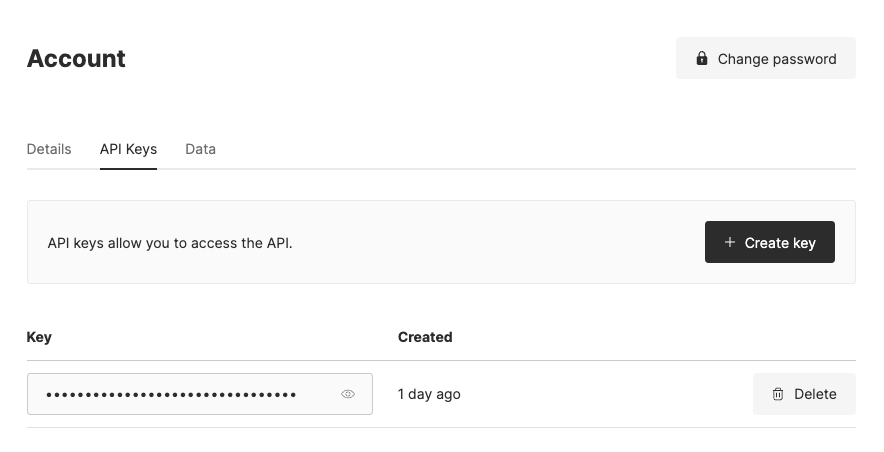 Account
Change password
Details API Keys Data
API keys allow you to access the API.
+ Create key
Key Created
•••••••••••••••••••••••••••••••• 1 day ago Delete